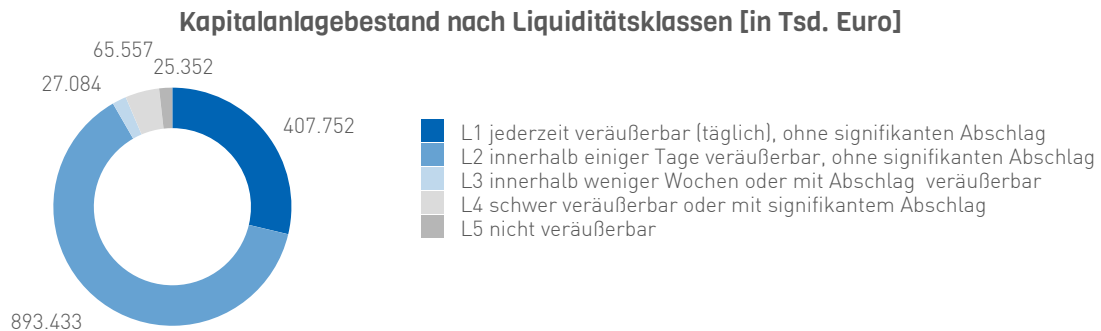 Kapitalanlagebestand nach Liquiditätsklassen [in Tsd. Euro]
65.557
25.352
27.084
407.752
893.433
L1 jederzeit veräußerbar (täglich), ohne signifikanten Abschlag
L2 innerhalb einiger Tage veräußerbar, ohne signifikanten Abschlag
L3 innerhalb weniger Wochen oder mit Abschlag  veräußerbar
L4 schwer veräußerbar oder mit signifikantem Abschlag
L5 nicht veräußerbar